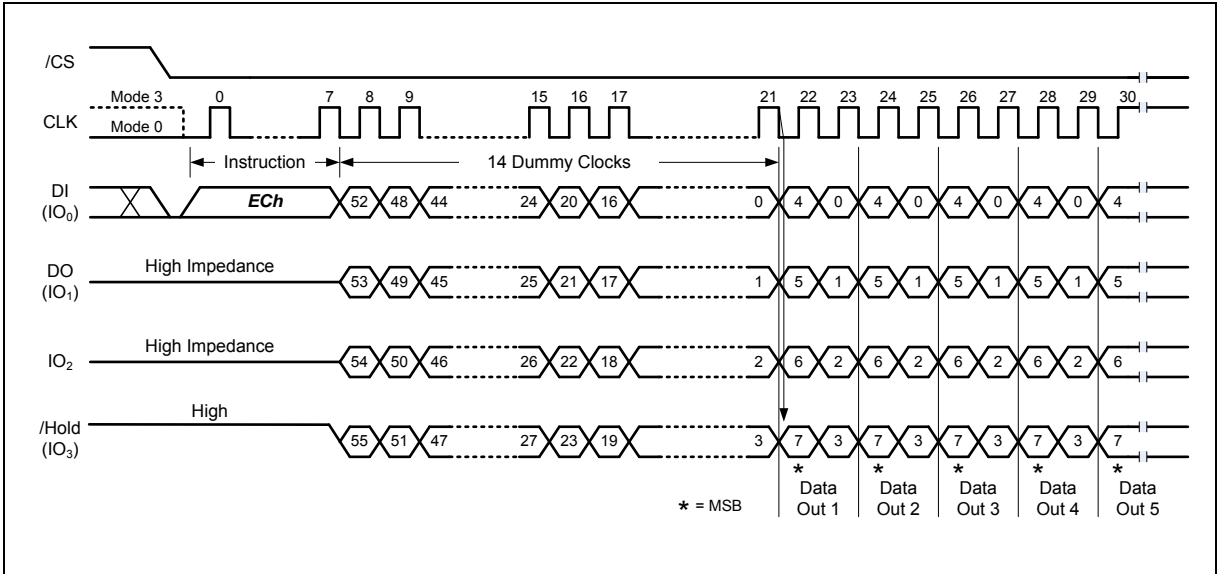 /CS
Mode 3 0 7 8 9 15 16 17 21 22 23 24 25 26 27 28 29 30
CLK
Mode 0
Instruction 14 Dummy Clocks
DI
(IO₀)
ECh 52 48 44 24 20 16 0 4 0 4 0 4 0 4 0 4
DO
(IO₁)
High Impedance 53 49 45 25 21 17 1 5 1 5 1 5 1 5 1 5
IO₂
High Impedance 54 50 46 26 22 18 2 6 2 6 2 6 2 6 2 6
High
/Hold
(IO₃)
55 51 47 27 23 19 3 7 3 7 3 7 3 7 3 7
* * * * *
* = MSB
Data Data Data Data Data
Out 1 Out 2 Out 3 Out 4 Out 5